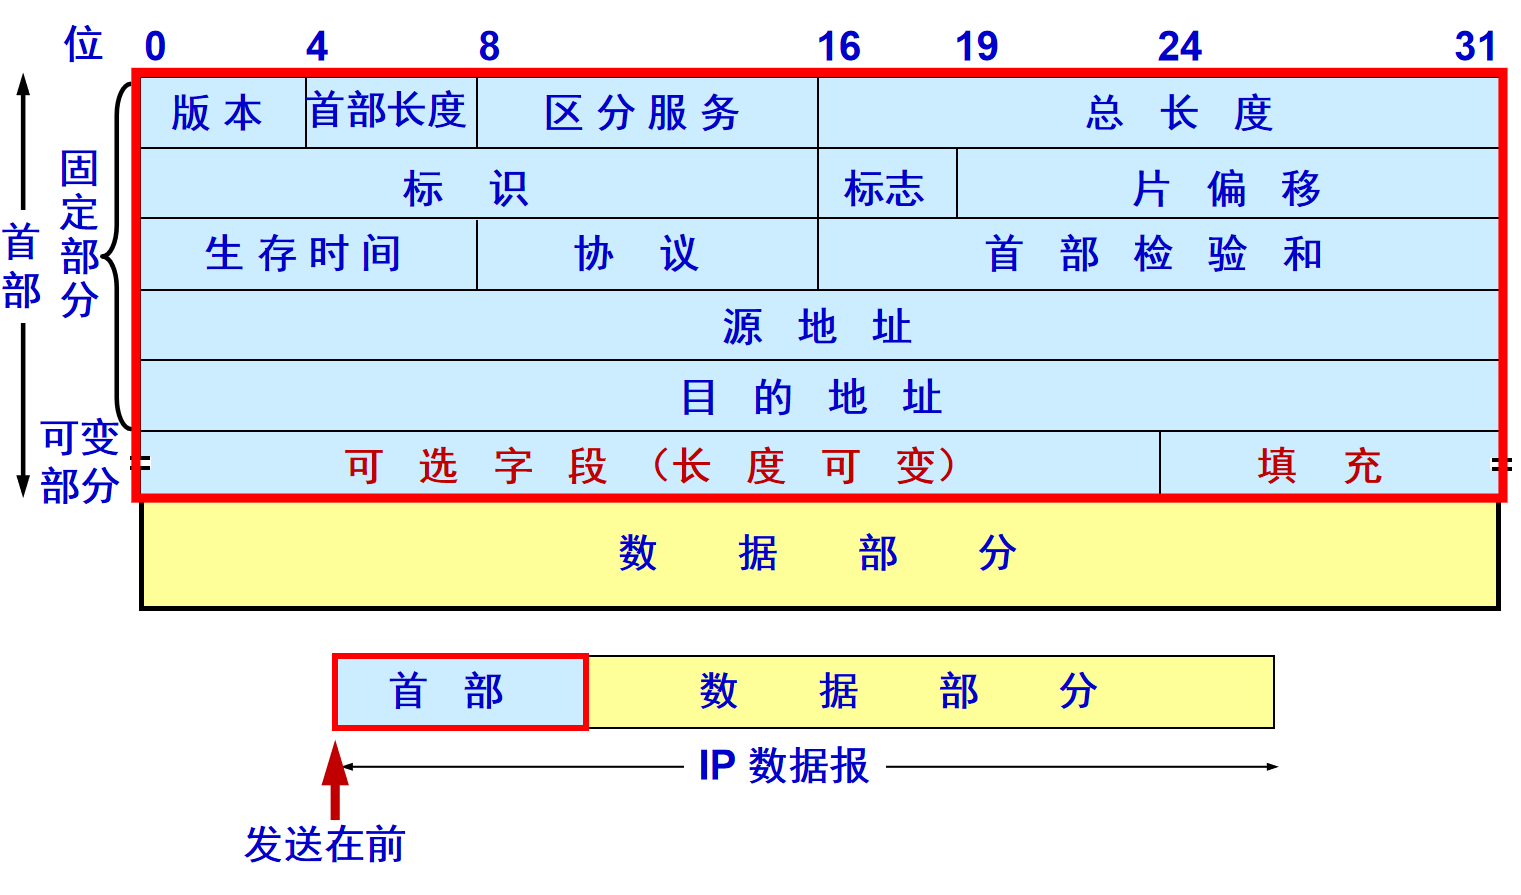 位 0 4 8 16 19 24 31
版本 首部长度 区分服务 总长度
标识 标志 片偏移
生存时间 协议 首部检验和
源地址
目的地址
可选字段（长度可变） 填充
数据部分
首部
固定部分
可变部分
首部 数据部分
IP 数据报
发送在前